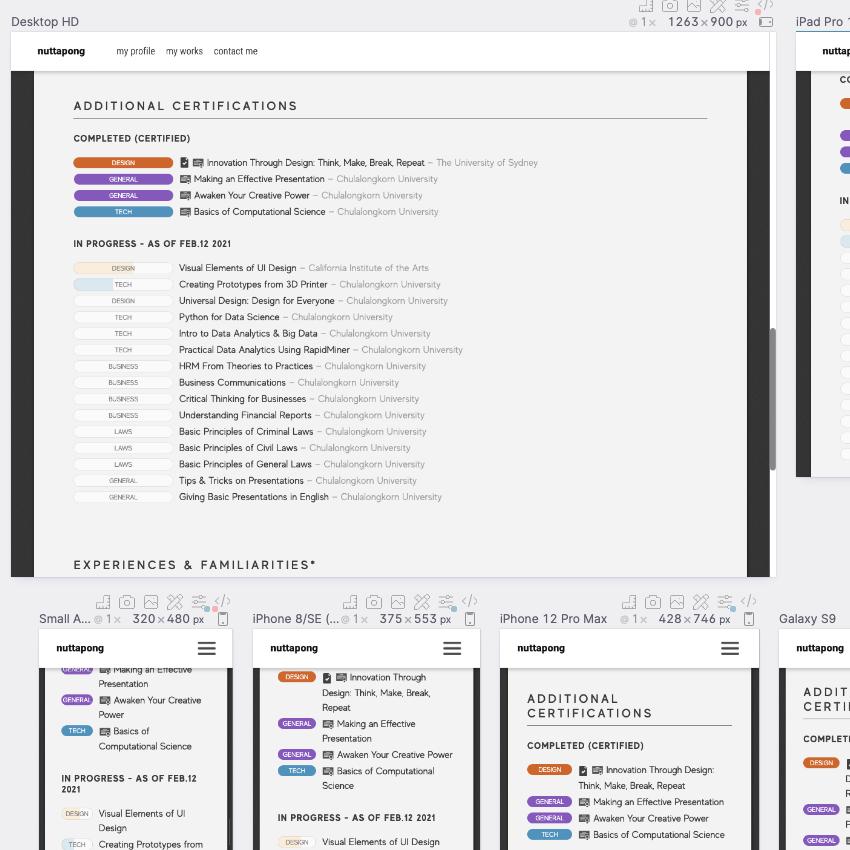 Desktop HD
@ 1× 1263×900 px
iPad Pro 1
nuttapong my profile my works contact me
ADDITIONAL CERTIFICATIONS
COMPLETED (CERTIFIED)
DESIGN Innovation Through Design: Think, Make, Break, Repeat – The University of Sydney
GENERAL Making an Effective Presentation – Chulalongkorn University
GENERAL Awaken Your Creative Power – Chulalongkorn University
TECH Basics of Computational Science – Chulalongkorn University
IN PROGRESS - AS OF FEB.12 2021
DESIGN Visual Elements of UI Design – California Institute of the Arts
TECH Creating Prototypes from 3D Printer – Chulalongkorn University
DESIGN Universal Design: Design for Everyone – Chulalongkorn University
TECH Python for Data Science – Chulalongkorn University
TECH Intro to Data Analytics & Big Data – Chulalongkorn University
TECH Practical Data Analytics Using RapidMiner – Chulalongkorn University
BUSINESS HRM From Theories to Practices – Chulalongkorn University
BUSINESS Business Communications – Chulalongkorn University
BUSINESS Critical Thinking for Businesses – Chulalongkorn University
BUSINESS Understanding Financial Reports – Chulalongkorn University
LAWS Basic Principles of Criminal Laws – Chulalongkorn University
LAWS Basic Principles of Civil Laws – Chulalongkorn University
LAWS Basic Principles of General Laws – Chulalongkorn University
GENERAL Tips & Tricks on Presentations – Chulalongkorn University
GENERAL Giving Basic Presentations in English – Chulalongkorn University
EXPERIENCES & FAMILIARITIES*
Small A... @ 1× 320×480 px
nuttapong
GENERAL Making an Effective
Presentation
GENERAL Awaken Your Creative
Power
TECH Basics of
Computational Science
IN PROGRESS - AS OF FEB.12
2021
DESIGN Visual Elements of UI
Design
TECH Creating Prototypes from
iPhone 8/SE (... @ 1× 375×553 px
nuttapong
DESIGN Innovation Through
Design: Think, Make, Break,
Repeat
GENERAL Making an Effective
Presentation
GENERAL Awaken Your Creative Power
TECH Basics of Computational
Science
IN PROGRESS - AS OF FEB.12 2021
DESIGN Visual Elements of UI Design
iPhone 12 Pro Max @ 1× 428×746 px
nuttapong
ADDITIONAL
CERTIFICATIONS
COMPLETED (CERTIFIED)
DESIGN Innovation Through Design:
Think, Make, Break, Repeat
GENERAL Making an Effective Presentation
GENERAL Awaken Your Creative Power
TECH Basics of Computational Science
Galaxy S9
nuttapong
DESIGN
GENERAL
GENERAL